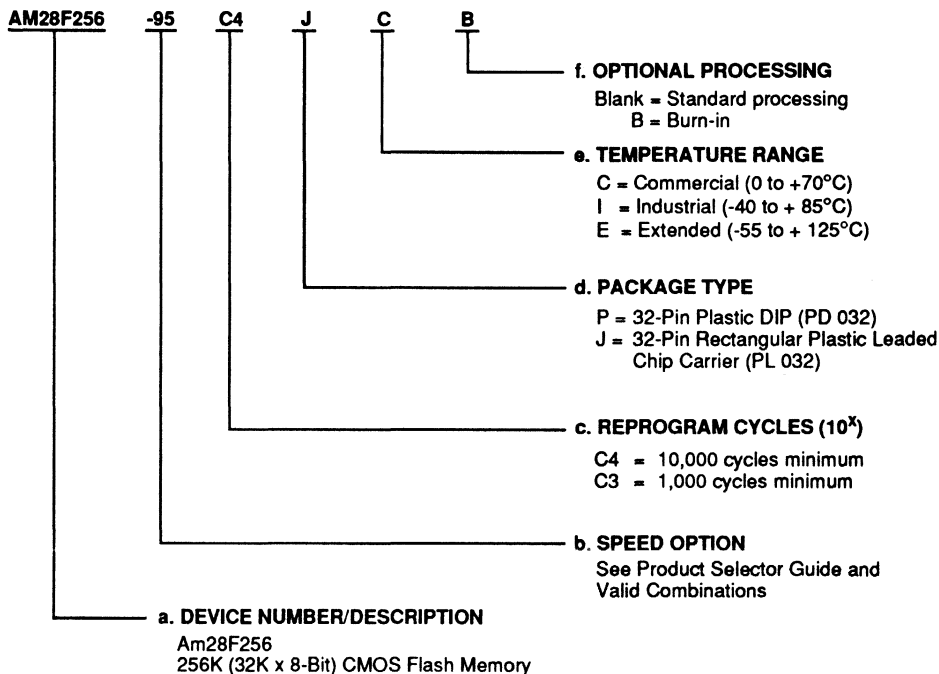 AM28F256 -95 C4 J C B
f. OPTIONAL PROCESSING
Blank = Standard processing
B = Burn-in
e. TEMPERATURE RANGE
C = Commercial (0 to +70°C)
I = Industrial (-40 to + 85°C)
E = Extended (-55 to + 125°C)
d. PACKAGE TYPE
P = 32-Pin Plastic DIP (PD 032)
J = 32-Pin Rectangular Plastic Leaded
Chip Carrier (PL 032)
c. REPROGRAM CYCLES (10ˣ)
C4 = 10,000 cycles minimum
C3 = 1,000 cycles minimum
b. SPEED OPTION
See Product Selector Guide and
Valid Combinations
a. DEVICE NUMBER/DESCRIPTION
Am28F256
256K (32K x 8-Bit) CMOS Flash Memory